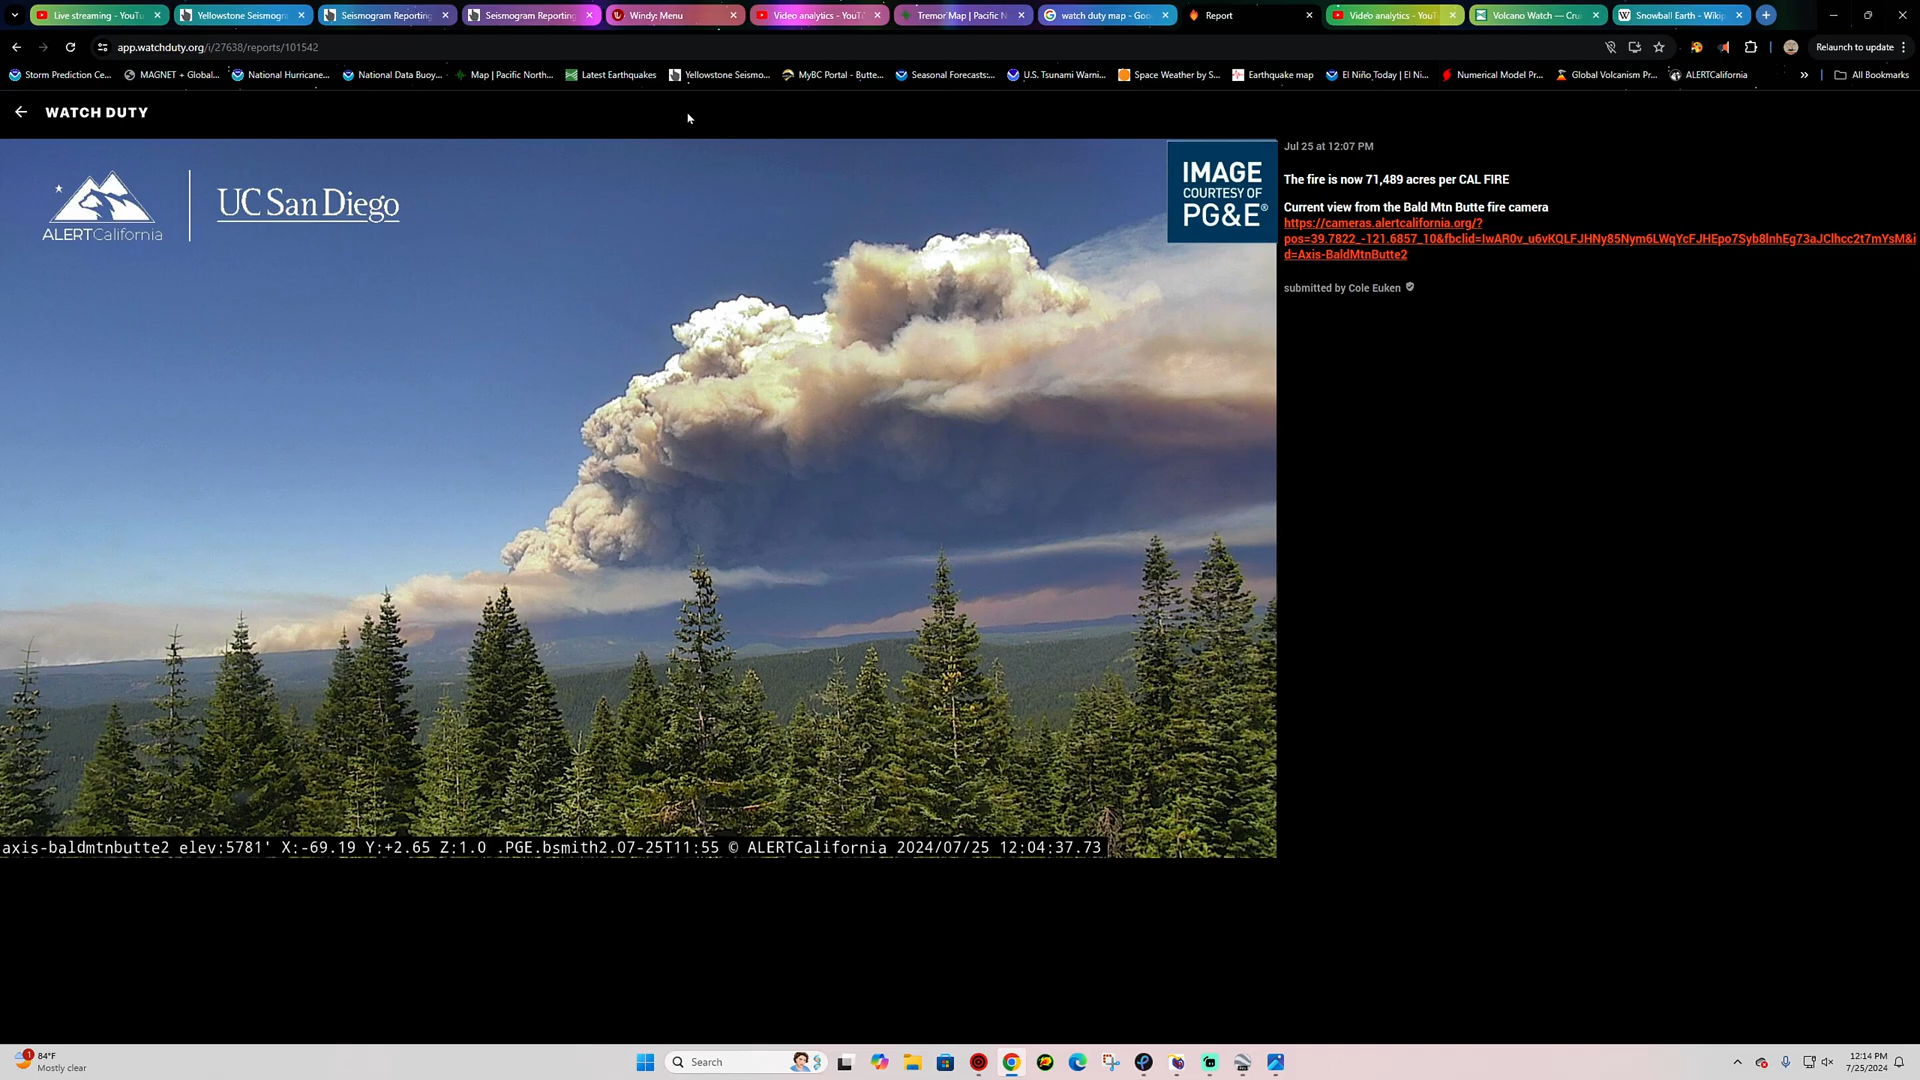 Live streaming - YouTu
Yellowstone Seismogra
Seismogram Reporting
Seismogram Reporting
Windy: Menu
Video analytics - YouTu
Tremor Map | Pacific N
watch duty map - Goo
Report
Video analytics - YouTu
Volcano Watch — Cru
Snowball Earth - Wikip
app.watchduty.org/i/27638/reports/101542
Relaunch to update
Storm Prediction Ce...
MAGNET + Global...
National Hurricane...
National Data Buoy...
Map | Pacific North...
Latest Earthquakes
Yellowstone Seismo...
MyBC Portal - Butte...
Seasonal Forecasts:...
U.S. Tsunami Warni...
Space Weather by S...
Earthquake map
El Niño Today | El Ni...
Numerical Model Pr...
Global Volcanism Pr...
ALERTCalifornia
All Bookmarks
WATCH DUTY
ALERTCalifornia
UC San Diego
IMAGE
COURTESY OF
PG&E®
Jul 25 at 12:07 PM
The fire is now 71,489 acres per CAL FIRE
Current view from the Bald Mtn Butte fire camera
https://cameras.alertcalifornia.org/?
pos=39.7822_-121.6857_10&fbclid=IwAR0v_u6vKQLFJHNy85Nym6LWqYcFJHEpo7Syb8lnhEg73aJClhcc2t7mYsM&i
d=Axis-BaldMtnButte2
submitted by Cole Euken
axis-baldmtnbutte2 elev:5781' X:-69.19 Y:+2.65 Z:1.0 .PGE.bsmith2.07-25T11:55 © ALERTCalifornia 2024/07/25 12:04:37.73
1
84°F
Mostly clear
Search
12:14 PM
7/25/2024